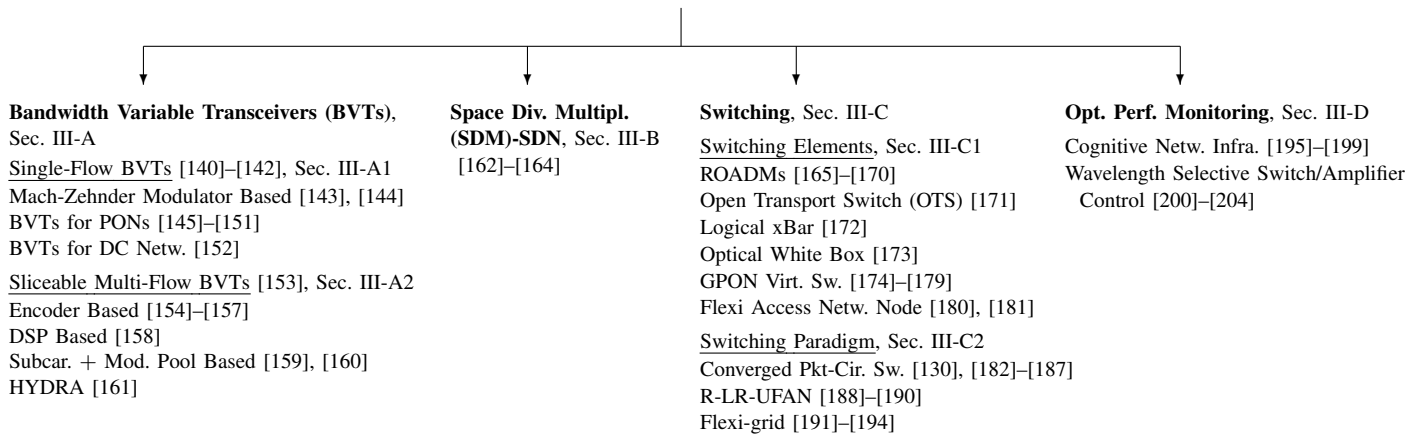 Bandwidth Variable Transceivers (BVTs),
Sec. III-A
Single-Flow BVTs [140]–[142], Sec. III-A1
Mach-Zehnder Modulator Based [143], [144]
BVTs for PONs [145]–[151]
BVTs for DC Netw. [152]
Sliceable Multi-Flow BVTs [153], Sec. III-A2
Encoder Based [154]–[157]
DSP Based [158]
Subcar. + Mod. Pool Based [159], [160]
HYDRA [161]
Space Div. Multipl.
(SDM)-SDN, Sec. III-B
[162]–[164]
Switching, Sec. III-C
Switching Elements, Sec. III-C1
ROADMs [165]–[170]
Open Transport Switch (OTS) [171]
Logical xBar [172]
Optical White Box [173]
GPON Virt. Sw. [174]–[179]
Flexi Access Netw. Node [180], [181]
Switching Paradigm, Sec. III-C2
Converged Pkt-Cir. Sw. [130], [182]–[187]
R-LR-UFAN [188]–[190]
Flexi-grid [191]–[194]
Opt. Perf. Monitoring, Sec. III-D
Cognitive Netw. Infra. [195]–[199]
Wavelength Selective Switch/Amplifier
Control [200]–[204]